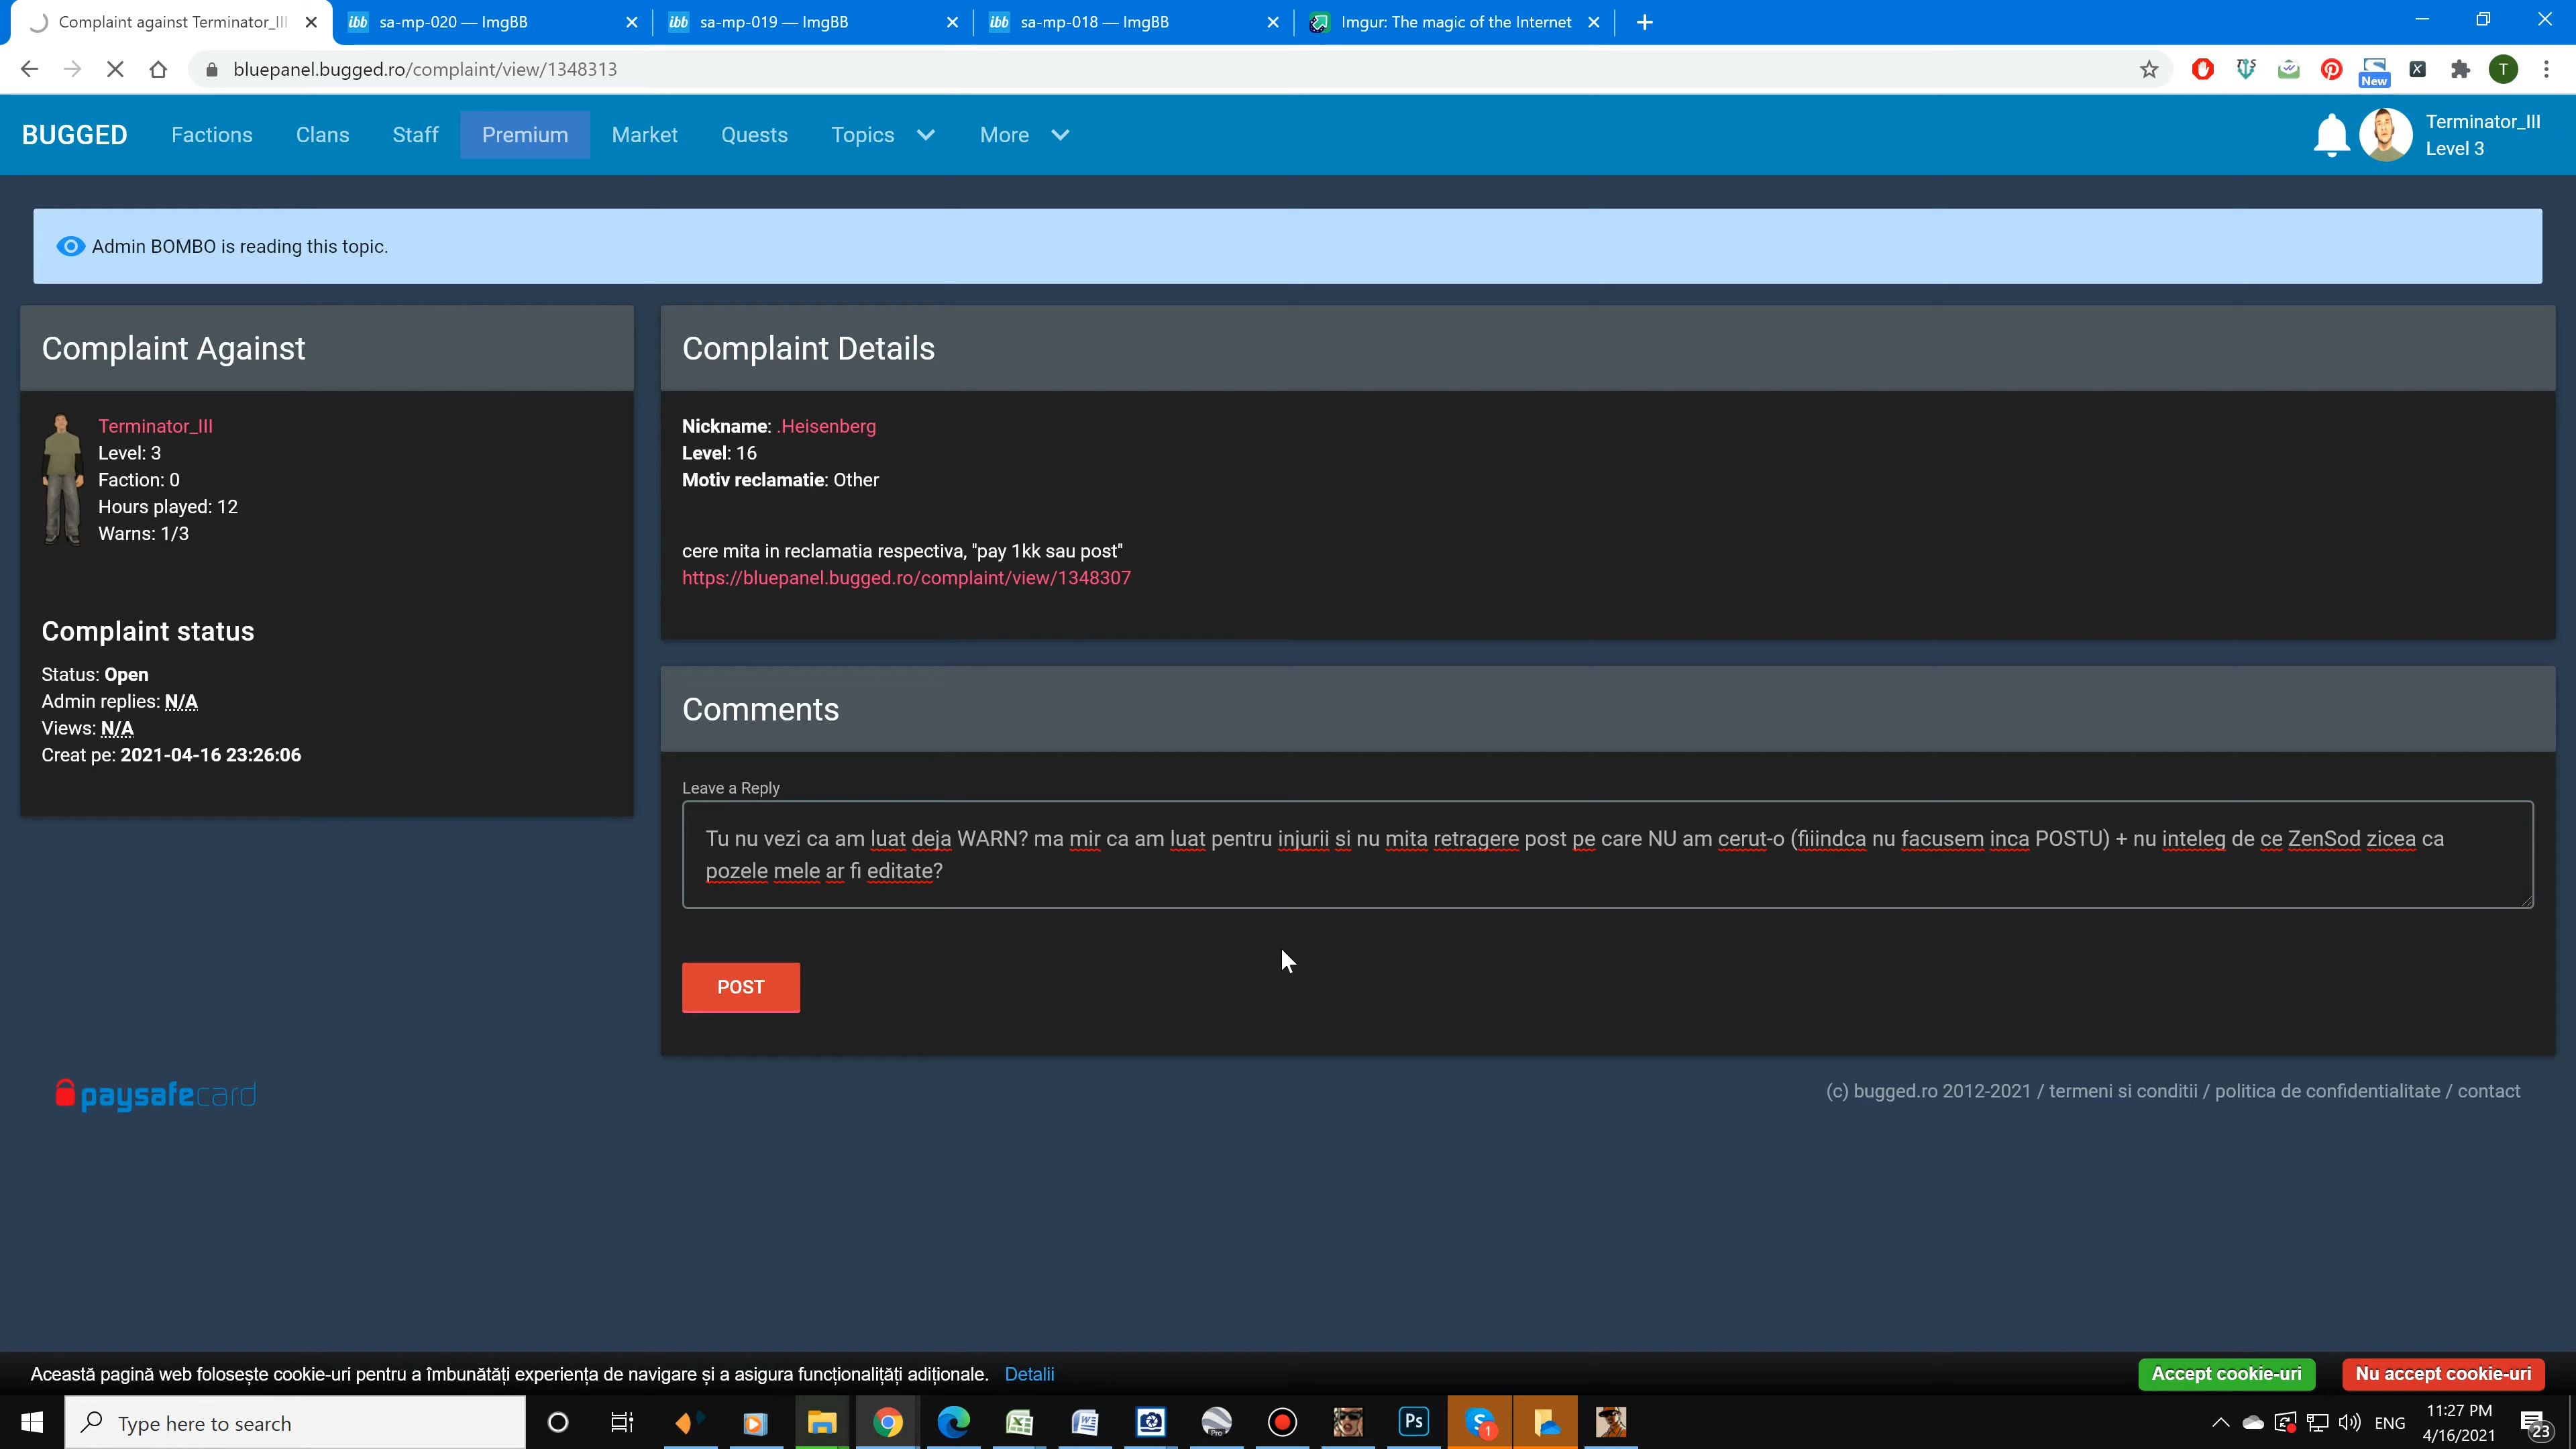 Complaint against Terminator_III
sa-mp-020 — ImgBB
sa-mp-019 — ImgBB
sa-mp-018 — ImgBB
Imgur: The magic of the Internet
bluepanel.bugged.ro/complaint/view/1348313
New
T
BUGGED Factions Clans Staff Premium Market Quests Topics More
Terminator_III
Level 3
Admin BOMBO is reading this topic.
Complaint Against
Terminator_III
Level: 3
Faction: 0
Hours played: 12
Warns: 1/3
Complaint status
Status: Open
Admin replies: N/A
Views: N/A
Creat pe: 2021-04-16 23:26:06
Complaint Details
Nickname: .Heisenberg
Level: 16
Motiv reclamatie: Other
cere mita in reclamatia respectiva, "pay 1kk sau post"
https://bluepanel.bugged.ro/complaint/view/1348307
Comments
Leave a Reply
Tu nu vezi ca am luat deja WARN? ma mir ca am luat pentru injurii si nu mita retragere post pe care NU am cerut-o (fiindca nu facusem inca POSTU) + nu inteleg de ce ZenSod zicea ca
pozele mele ar fi editate?
POST
paysafecard
(c) bugged.ro 2012-2021 / termeni si conditii / politica de confidentialitate / contact
Această pagină web folosește cookie-uri pentru a îmbunătăți experiența de navigare și a asigura funcționalițăți adiționale. Detalii
Accept cookie-uri
Nu accept cookie-uri
Type here to search
Pro
Ps
1
ENG
11:27 PM
4/16/2021
23